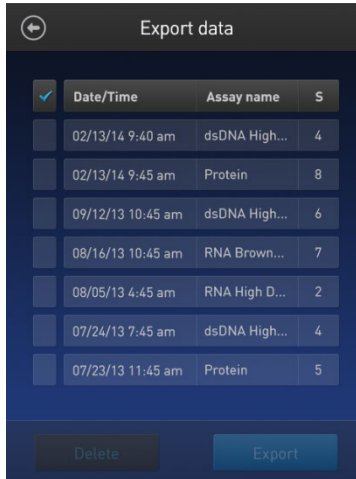 Export data
Date/Time Assay name S
02/13/14 9:40 am dsDNA High... 4
02/13/14 9:45 am Protein 8
09/12/13 10:45 am dsDNA High... 6
08/16/13 10:45 am RNA Brown... 7
08/05/13 4:45 am RNA High D... 2
07/24/13 7:45 am dsDNA High... 4
07/23/13 11:45 am Protein 5
Delete Export